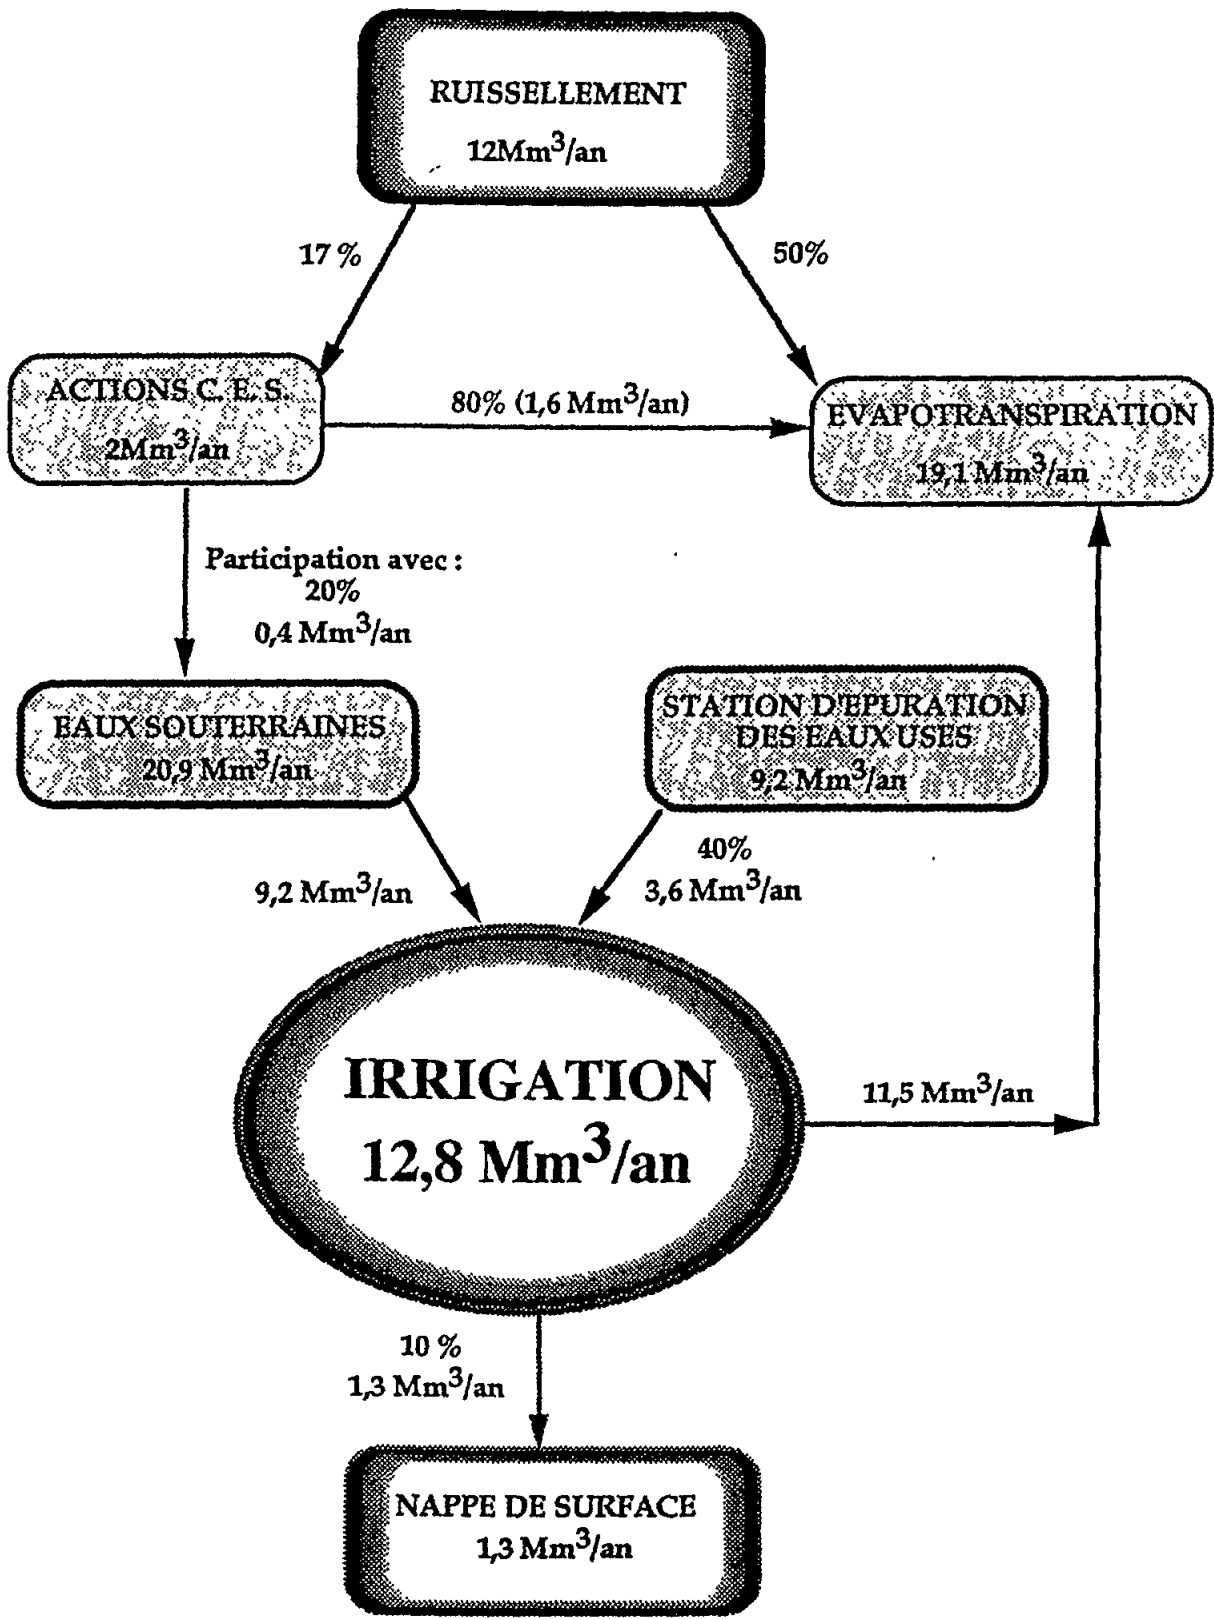 RUISSELLEMENT
12Mm³/an
17 %
50%
ACTIONS C. E. S.
2Mm³/an
80% (1,6 Mm³/an)
EVAPOTRANSPIRATION
19,1 Mm³/an
Participation avec :
20%
0,4 Mm³/an
EAUX SOUTERRAINES
20,9 Mm³/an
STATION D'EPURATION
DES EAUX USES
9,2 Mm³/an
9,2 Mm³/an
40%
3,6 Mm³/an
IRRIGATION
12,8 Mm³/an
11,5 Mm³/an
10 %
1,3 Mm³/an
NAPPE DE SURFACE
1,3 Mm³/an